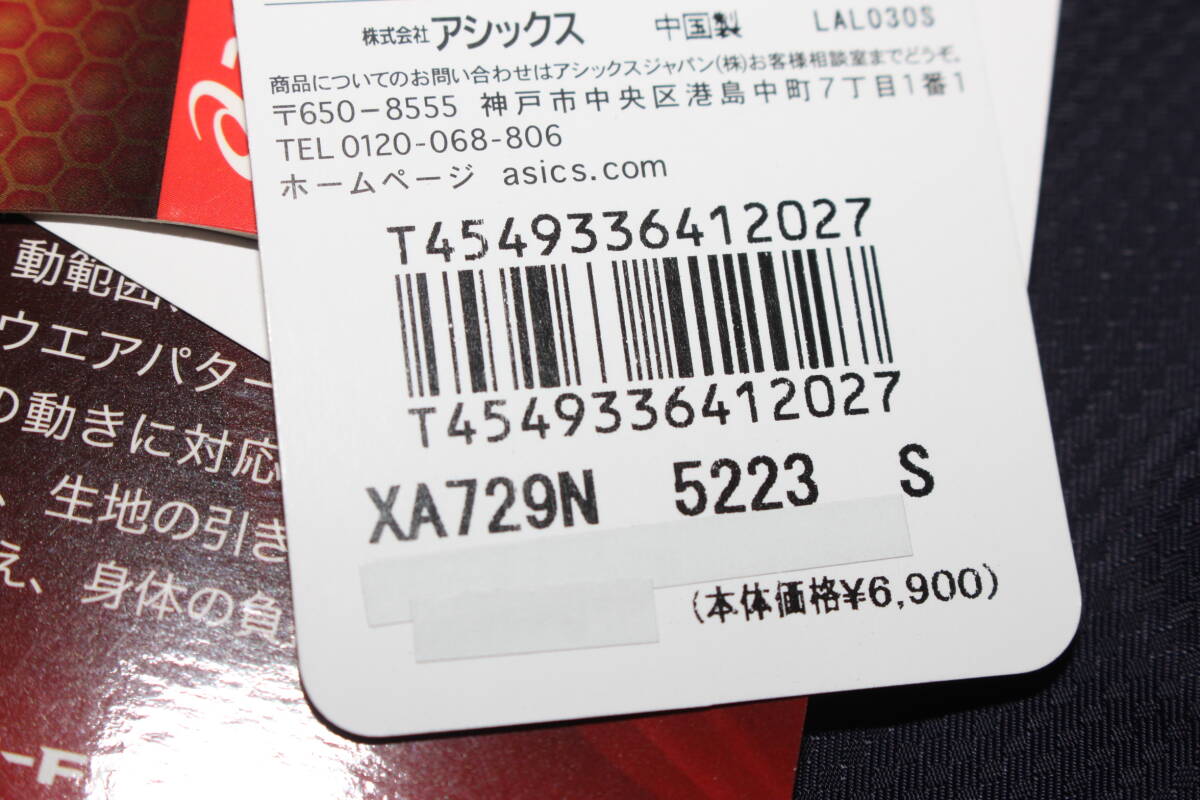 株式会社アシックス 中国製 LAL030S
商品についてのお問い合わせはアシックスジャパン(株)お客様相談室までどうぞ。
〒650-8555 神戸市中央区港島中町7丁目1番1
TEL 0120-068-806
ホームページ asics.com
T4549336412027
T4549336412027
XA729N 5223 S
(本体価格¥6,900)
動範囲、
ウエアパター
の動きに対応
、生地の引き
え、身体の負
-F